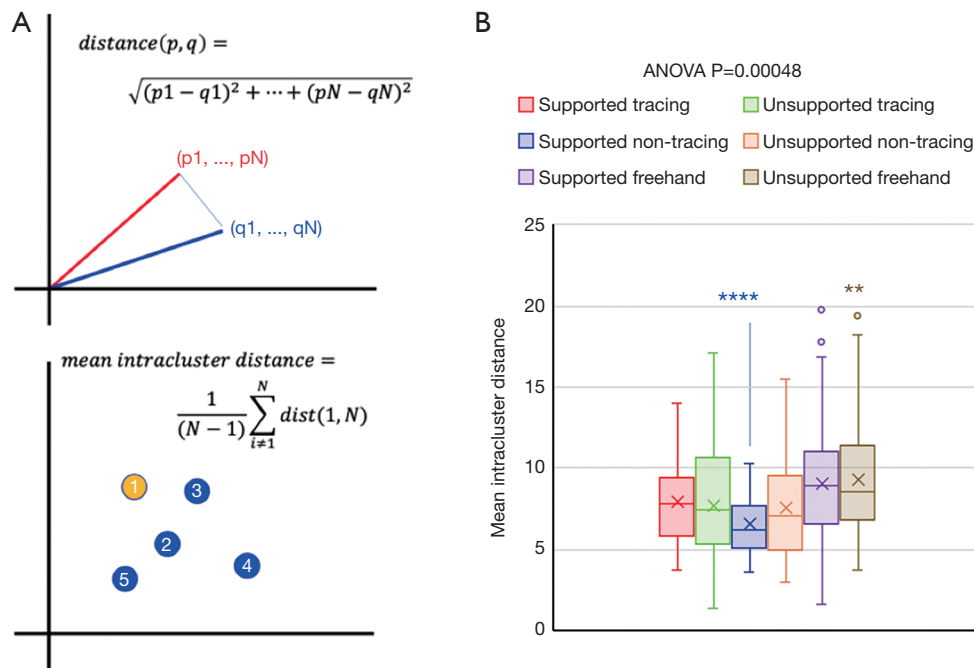 A
distance(p, q) =
√((p1 − q1)² + ⋯ + (pN − qN)²)
(p1, ..., pN)
(q1, ..., qN)
mean intracluster distance =
1/(N − 1) ∑_{i≠1}^{N} dist(1, N)
1
3
2
4
5
B
ANOVA P=0.00048
Supported tracing
Unsupported tracing
Supported non-tracing
Unsupported non-tracing
Supported freehand
Unsupported freehand
Mean intracluster distance
25
20
15
10
5
0
****
**